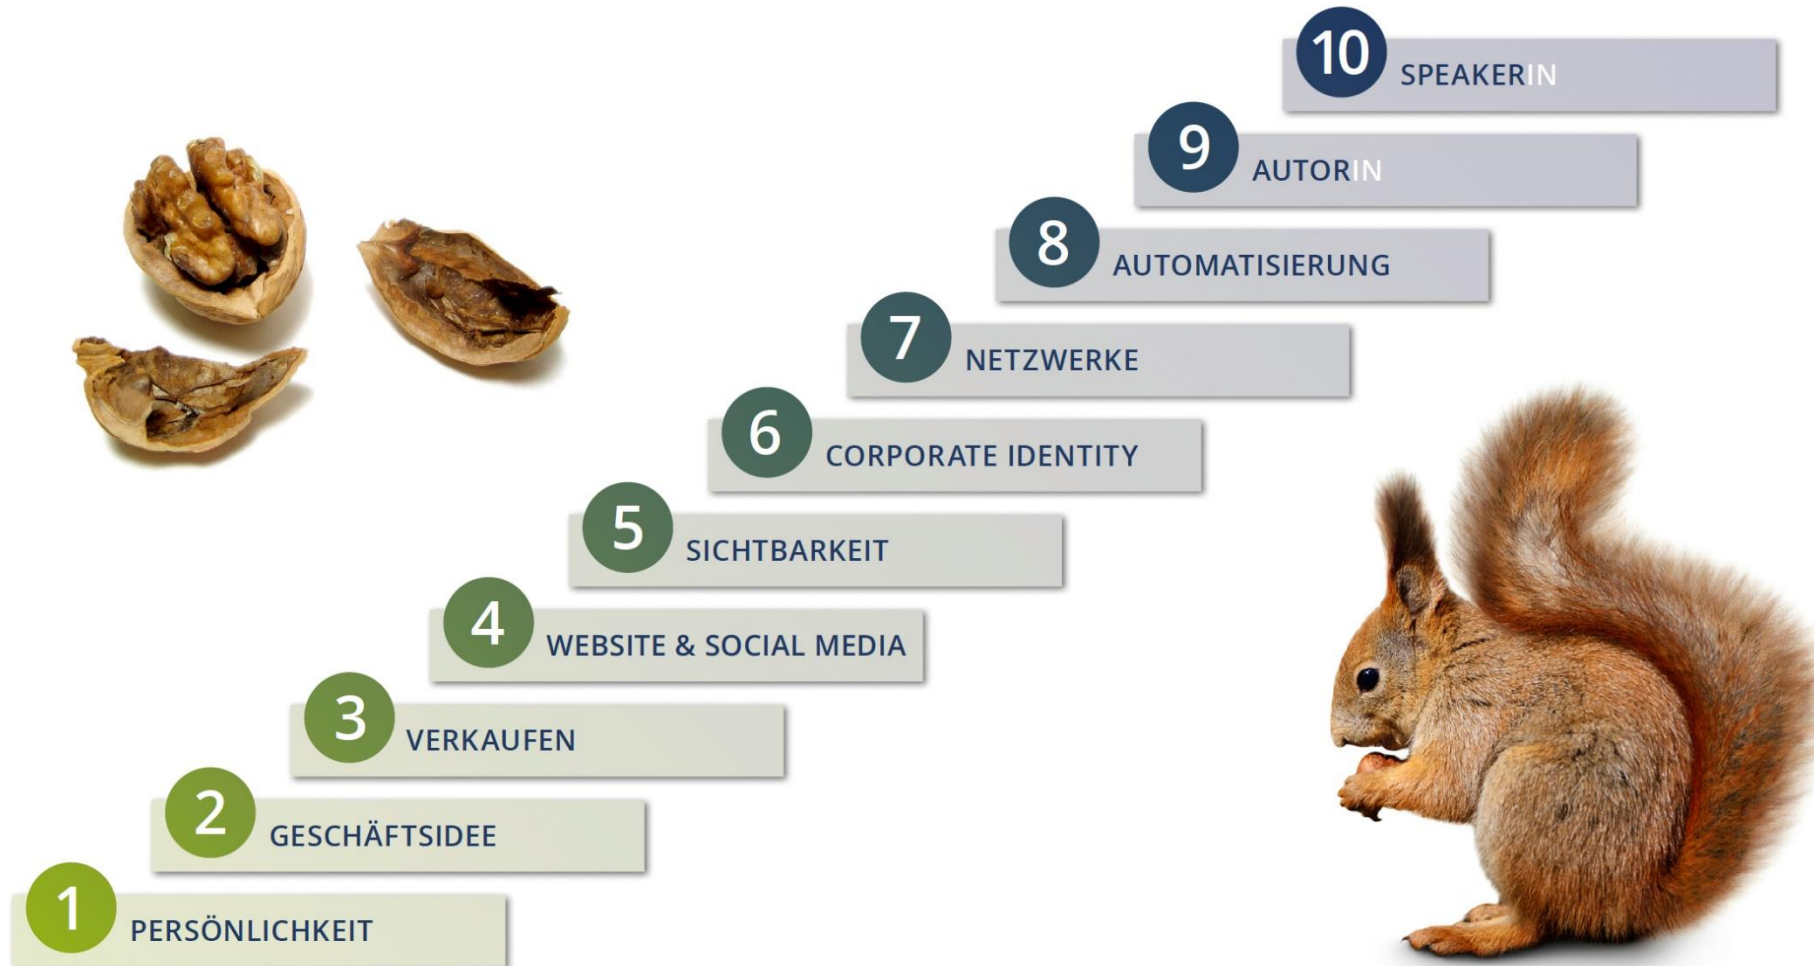 10 SPEAKERIN
9 AUTORIN
8 AUTOMATISIERUNG
7 NETZWERKE
6 CORPORATE IDENTITY
5 SICHTBARKEIT
4 WEBSITE & SOCIAL MEDIA
3 VERKAUFEN
2 GESCHÄFTSIDEE
1 PERSÖNLICHKEIT